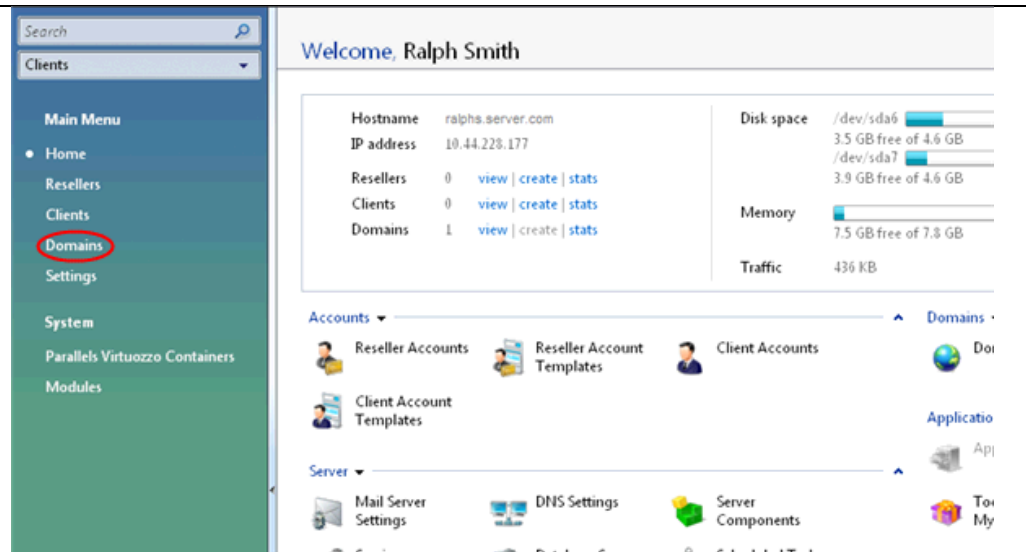 Search
Clients
Main Menu
Home
Resellers
Clients
Domains
Settings
System
Parallels Virtuozzo Containers
Modules
Welcome, Ralph Smith
Hostname ralphs.server.com
IP address 10.44.228.177
Resellers 0 view | create | stats
Clients 0 view | create | stats
Domains 1 view | create | stats
Disk space /dev/sda6
3.5 GB free of 4.6 GB
/dev/sda7
3.9 GB free of 4.6 GB
Memory
7.5 GB free of 7.8 GB
Traffic 436 KB
Accounts
Reseller Accounts
Reseller Account
Templates
Client Accounts
Client Account
Templates
Domains
Server
Mail Server
Settings
DNS Settings
Server
Components
My